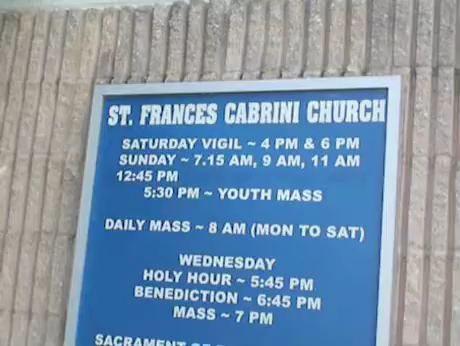 ST. FRANCES CABRINI CHURCH
SATURDAY VIGIL ~ 4 PM & 6 PM
SUNDAY ~ 7.15 AM, 9 AM, 11 AM
12:45 PM
5:30 PM ~ YOUTH MASS
DAILY MASS ~ 8 AM (MON TO SAT)
WEDNESDAY
HOLY HOUR ~ 5:45 PM
BENEDICTION ~ 6:45 PM
MASS ~ 7 PM
SACRAMENT